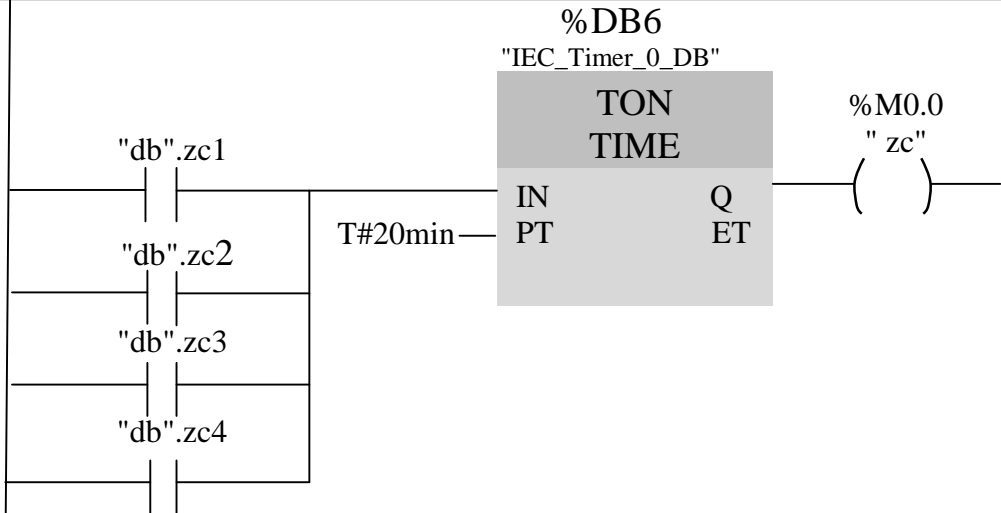 %DB6
"IEC_Timer_0_DB"
TON
TIME
%M0.0
" zc"
"db".zc1
IN
Q
T#20min
PT
ET
"db".zc2
"db".zc3
"db".zc4